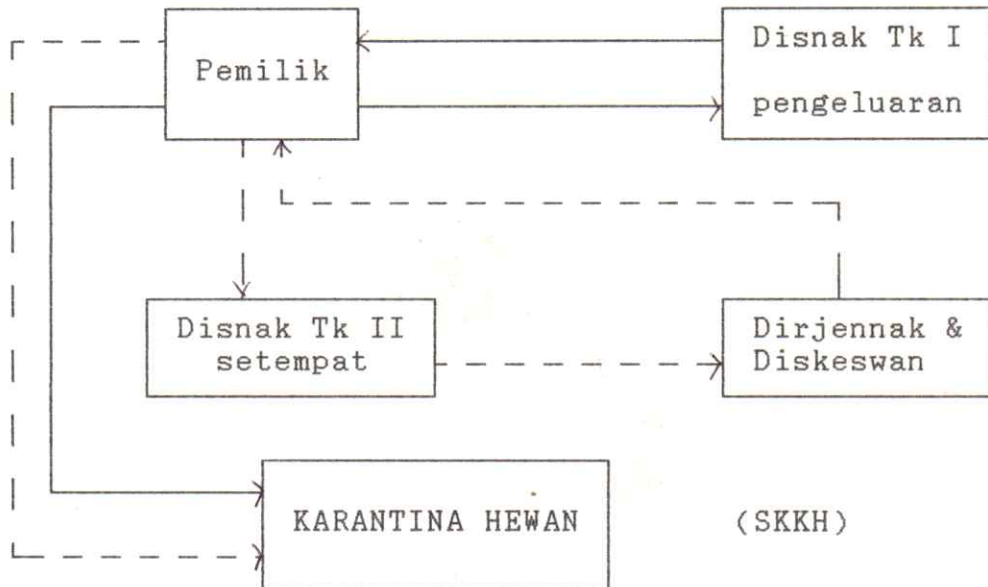 Pemilik
Disnak Tk I
pengeluaran
Disnak Tk II
setempat
Dirjennak &
Diskeswan
KARANTINA HEWAN
(SKKH)